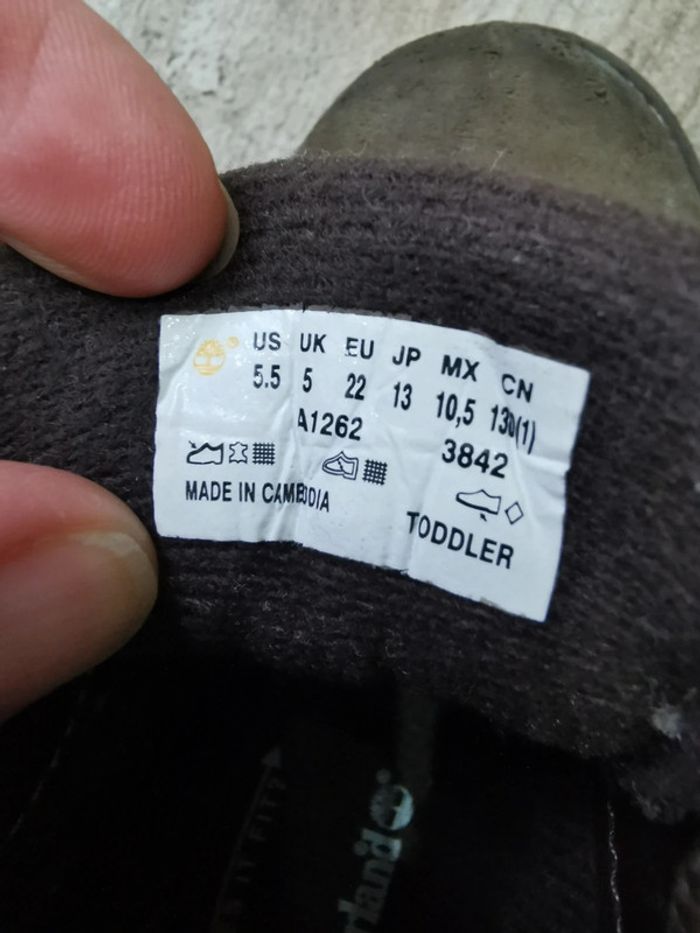 US UK EU JP MX CN
5.5 5 22 13 10,5 130(1)
A1262 3842
MADE IN CAMBODIA
TODDLER
rland